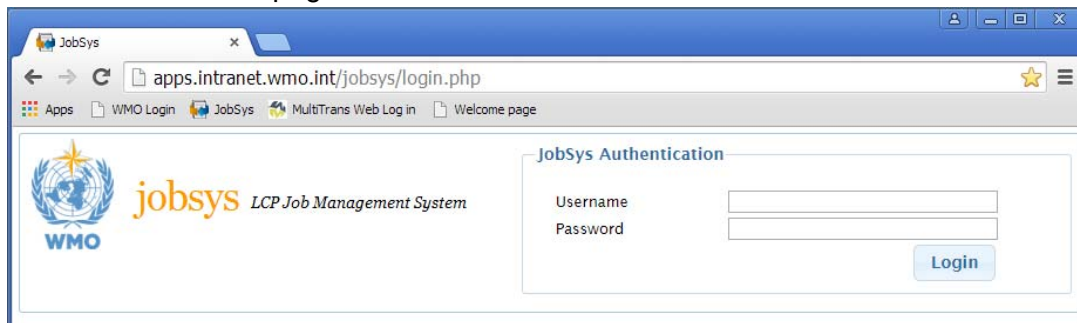 JobSys
apps.intranet.wmo.int/jobsys/login.php
Apps WMO Login JobSys MultiTrans Web Log in Welcome page
JobSys Authentication
WMO
jobsys LCP Job Management System
Username
Password
Login